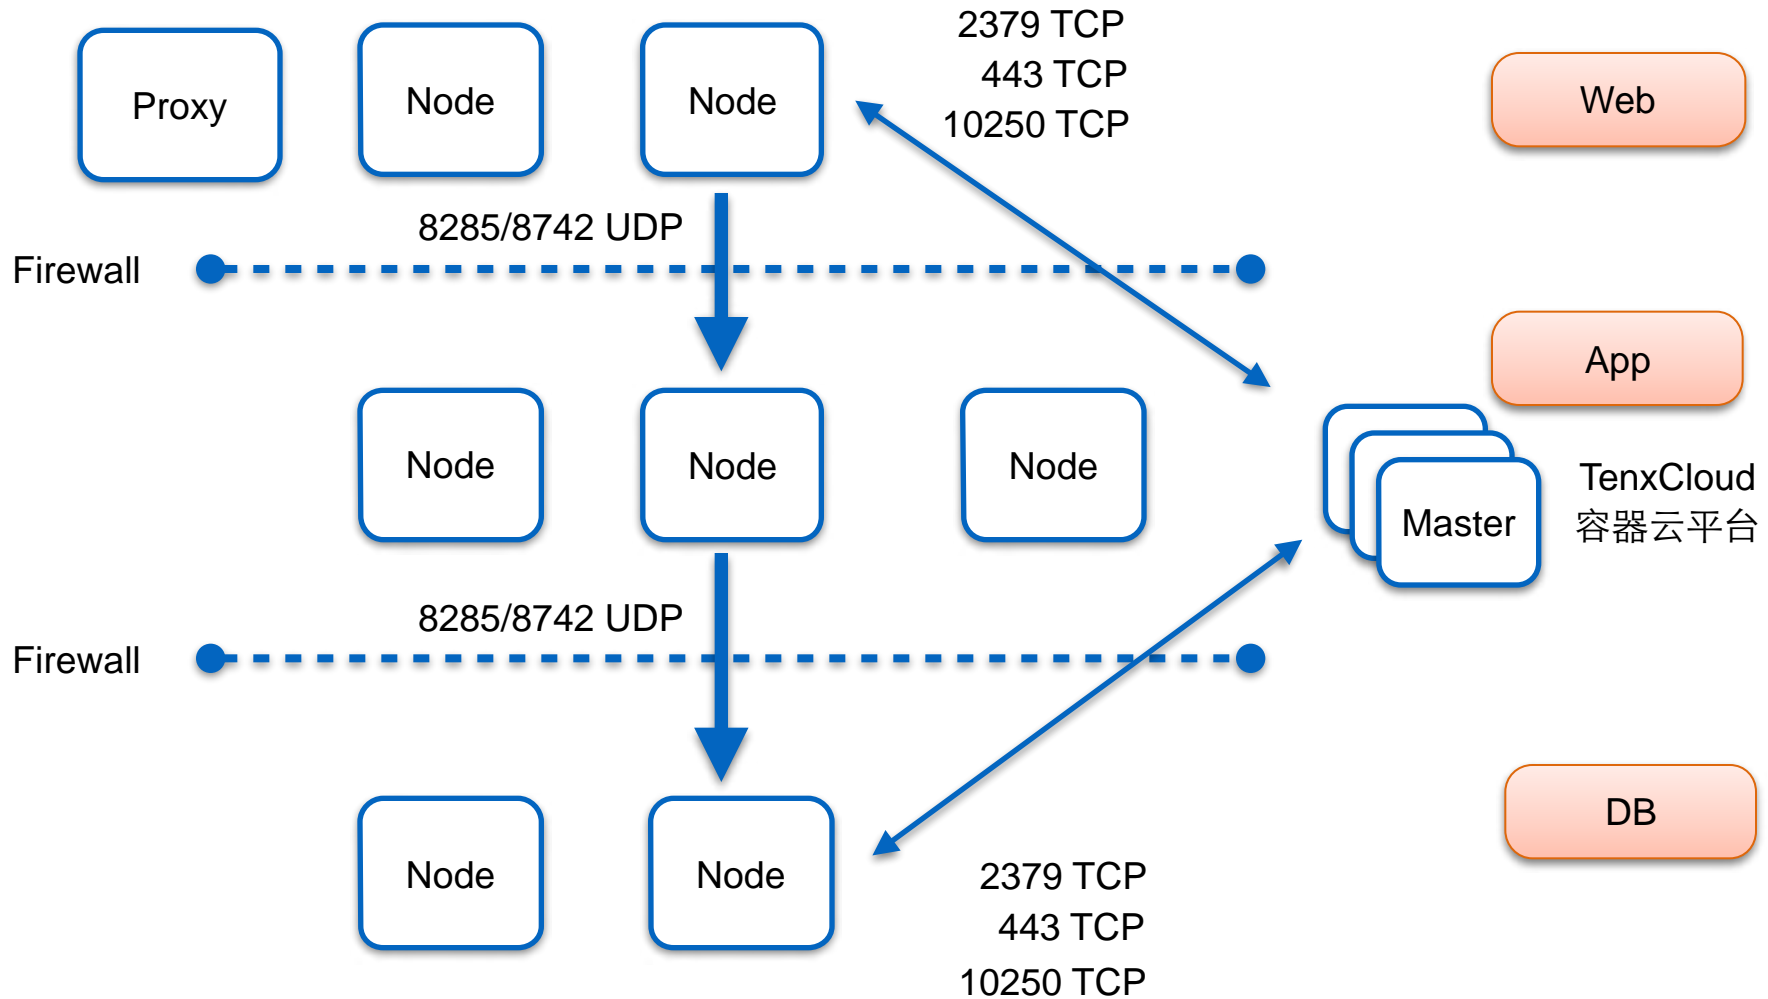 2379 TCP
443 TCP
10250 TCP
Proxy
Node
Node
Web
8285/8742 UDP
Firewall
App
Node
Node
Node
Master
TenxCloud
容器云平台
8285/8742 UDP
Firewall
DB
Node
Node
2379 TCP
443 TCP
10250 TCP